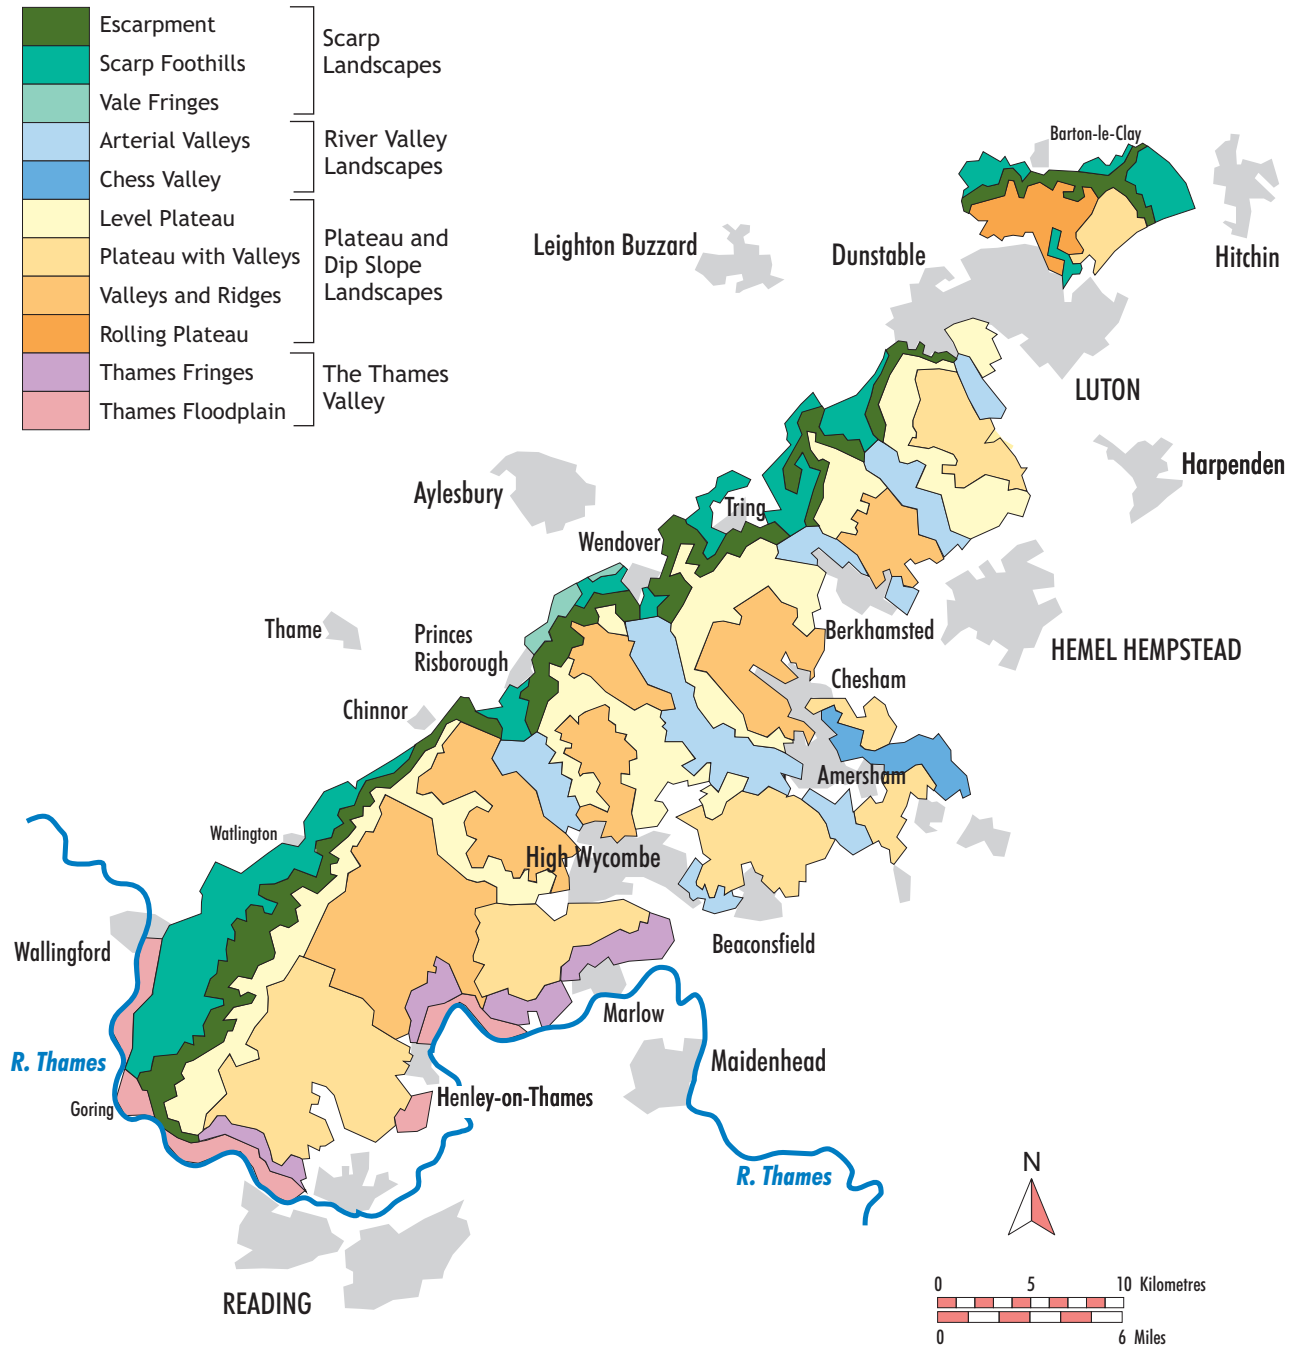 Escarpment
Scarp Foothills
Vale Fringes
Scarp
Landscapes
Arterial Valleys
Chess Valley
River Valley
Landscapes
Level Plateau
Plateau with Valleys
Valleys and Ridges
Rolling Plateau
Plateau and
Dip Slope
Landscapes
Thames Fringes
Thames Floodplain
The Thames
Valley
Barton-le-Clay
Leighton Buzzard
Dunstable
Hitchin
LUTON
Harpenden
Aylesbury
Tring
Wendover
Thame
Princes
Risborough
Berkhamsted
HEMEL HEMPSTEAD
Chesham
Chinnor
Amersham
Watlington
High Wycombe
Wallingford
Beaconsfield
Marlow
R. Thames
Maidenhead
Goring
Henley-on-Thames
R. Thames
READING
N
0 5 10 Kilometres
0 6 Miles